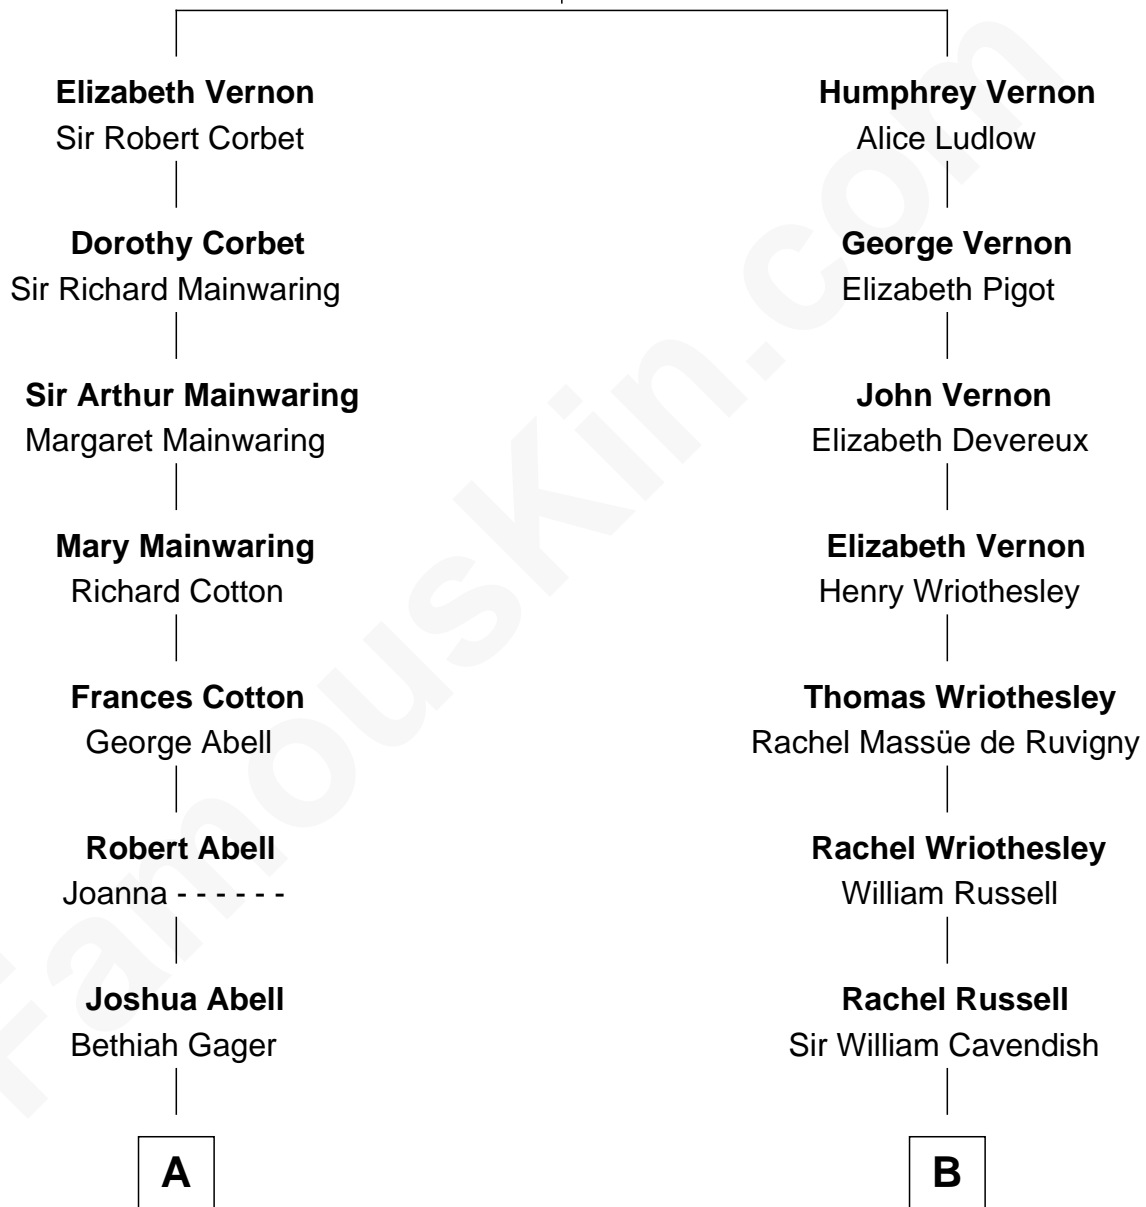 Elizabeth Vernon
Sir Robert Corbet
Dorothy Corbet
Sir Richard Mainwaring
Sir Arthur Mainwaring
Margaret Mainwaring
Mary Mainwaring
Richard Cotton
Frances Cotton
George Abell
Robert Abell
Joanna - - - - - -
Joshua Abell
Bethiah Gager
A
Humphrey Vernon
Alice Ludlow
George Vernon
Elizabeth Pigot
John Vernon
Elizabeth Devereux
Elizabeth Vernon
Henry Wriothesley
Thomas Wriothesley
Rachel Massüe de Ruvigny
Rachel Wriothesley
William Russell
Rachel Russell
Sir William Cavendish
B
FamousKin.com